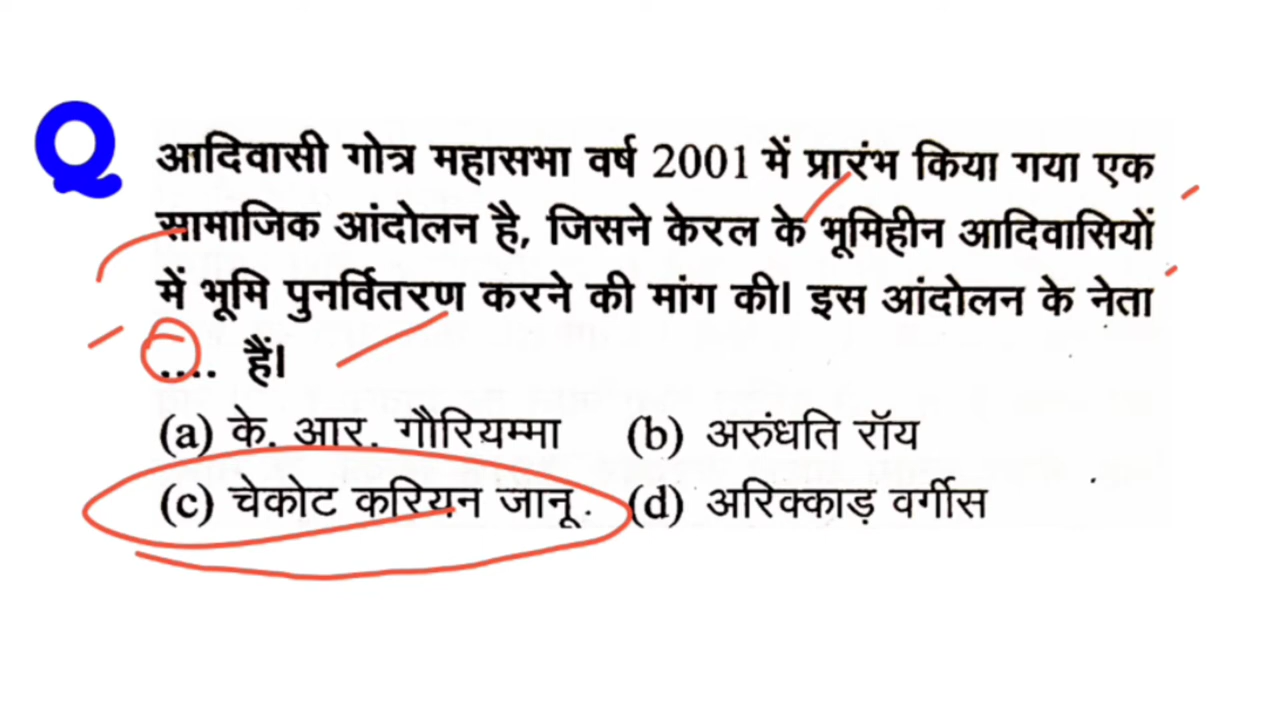 Q आदिवासी गोत्र महासभा वर्ष 2001 में प्रारंभ किया गया एक
सामाजिक आंदोलन है, जिसने केरल के भूमिहीन आदिवासियों
में भूमि पुनर्वितरण करने की मांग की। इस आंदोलन के नेता
.... हैं।
(a) के. आर. गौरियम्मा (b) अरुंधति रॉय
(c) चेकोट करियन जानू. (d) अरिक्काड़ वर्गीस